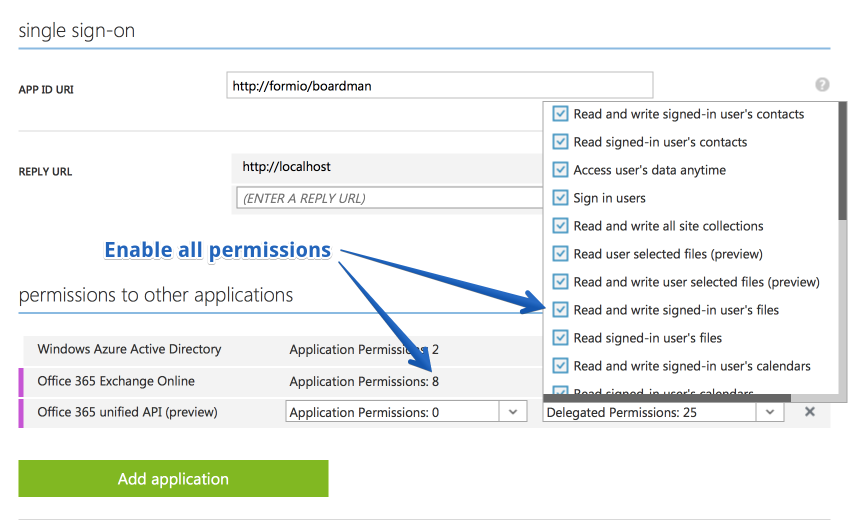 single sign-on
APP ID URI
http://formio/boardman
?
Read and write signed-in user's contacts
Read signed-in user's contacts
Access user's data anytime
Sign in users
Read and write all site collections
Read user selected files (preview)
Read and write user selected files (preview)
Read and write signed-in user's files
Read signed-in user's files
Read and write signed-in user's calendars
Read signed-in user's calendars
REPLY URL
http://localhost
(ENTER A REPLY URL)
Enable all permissions
permissions to other applications
Windows Azure Active Directory
Application Permissions: 2
Office 365 Exchange Online
Application Permissions: 8
Office 365 unified API (preview)
Application Permissions: 0
Delegated Permissions: 25
Add application